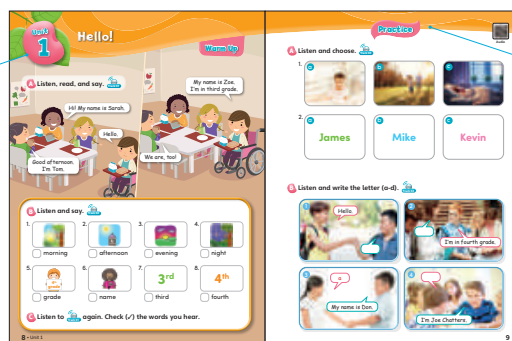 Unit
1
Hello!
Warm Up
A Listen, read, and say.
Hi! My name is Sarah.
Hello.
Good afternoon.
I'm Tom.
My name is Zoe.
I'm in third grade.
We are, too!
B Listen and say.
1.
morning
2.
afternoon
3.
evening
4.
night
5.
grade
6.
name
7.
3rd
third
8.
4th
fourth
C Listen to
again. Check (✓) the words you hear.
8 • Unit 1
Practice
A Listen and choose.
1.
a
b
c
2.
a
James
b
Mike
c
Kevin
B Listen and write the letter (a-d).
1
Hello.
2
I'm in fourth grade.
3
a
My name is Don.
4
I'm Joe Chatters.
9